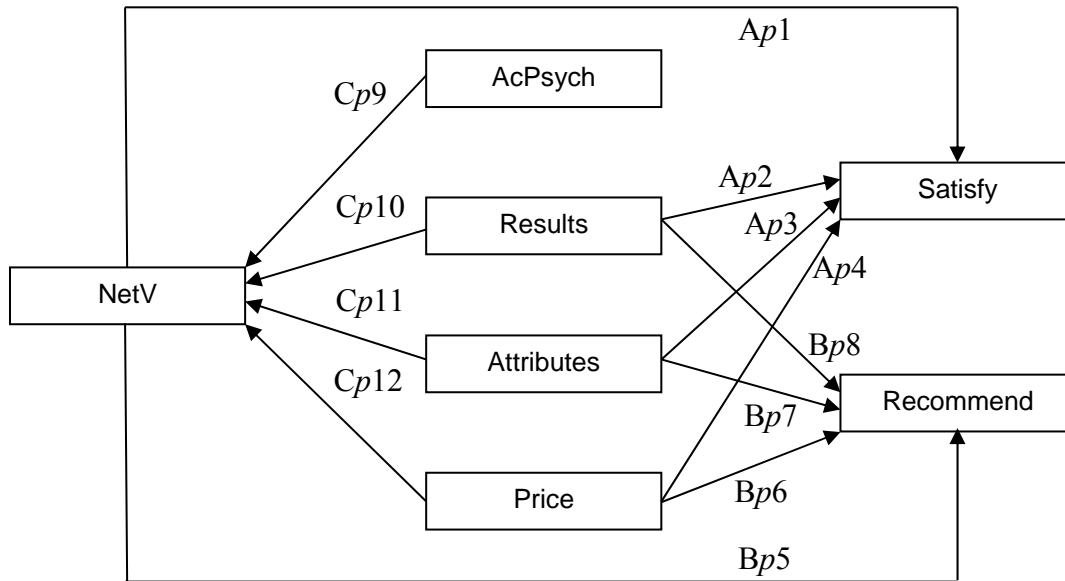 Ap1
AcPsych
Cp9
Ap2
Satisfy
Cp10
Results
Ap3
Ap4
NetV
Cp11
Attributes
Bp8
Cp12
Recommend
Bp7
Price
Bp6
Bp5